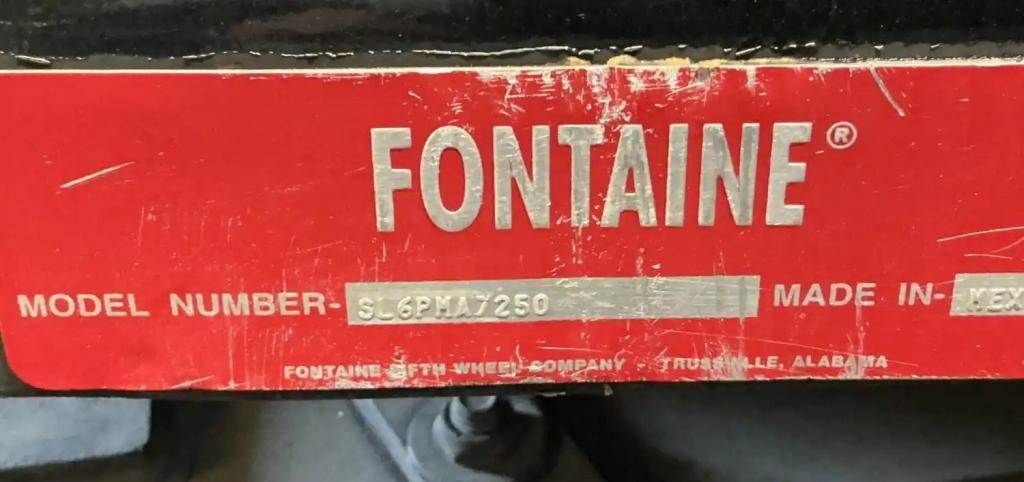 FONTAINE®
MODEL NUMBER- SL6PMA7250 MADE IN- MEX
FONTAINE FIFTH WHEEL COMPANY - TRUSSVILLE, ALABAMA